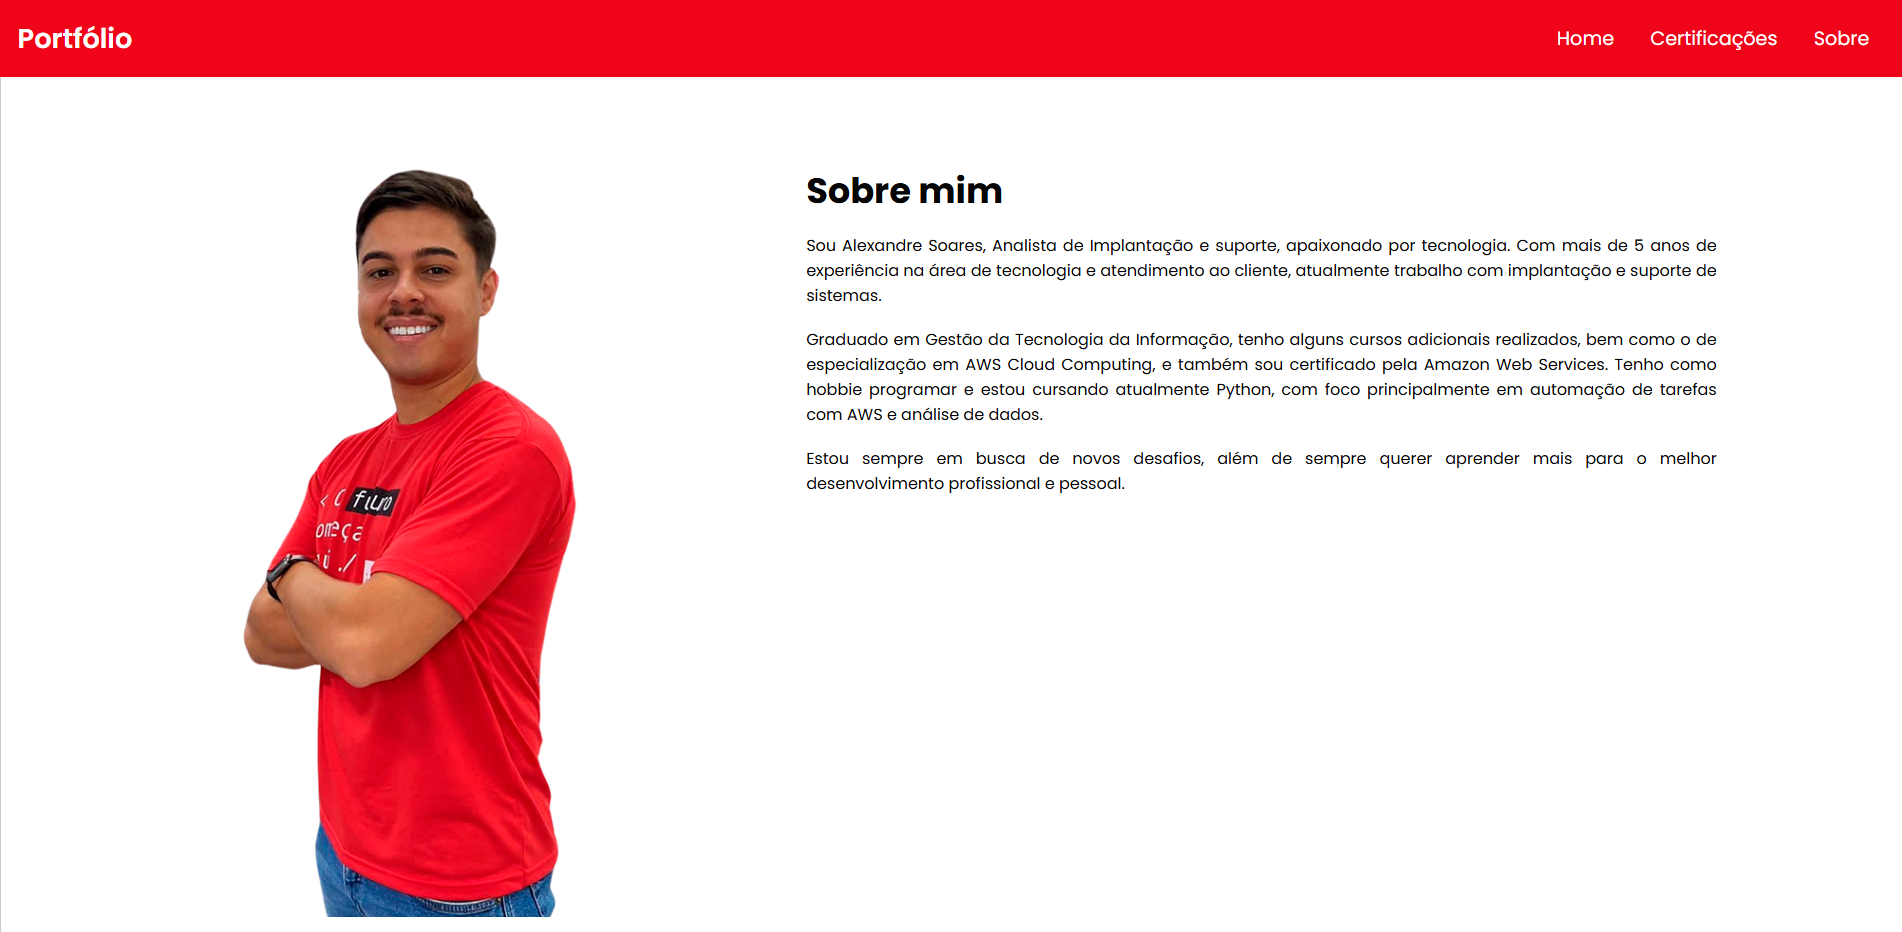 Portfólio
Home
Certificações
Sobre
Sobre mim
Sou Alexandre Soares, Analista de Implantação e suporte, apaixonado por tecnologia. Com mais de 5 anos de
experiência na área de tecnologia e atendimento ao cliente, atualmente trabalho com implantação e suporte de
sistemas.
Graduado em Gestão da Tecnologia da Informação, tenho alguns cursos adicionais realizados, bem como o de
especialização em AWS Cloud Computing, e também sou certificado pela Amazon Web Services. Tenho como
hobbie programar e estou cursando atualmente Python, com foco principalmente em automação de tarefas
com AWS e análise de dados.
Estou sempre em busca de novos desafios, além de sempre querer aprender mais para o melhor
desenvolvimento profissional e pessoal.